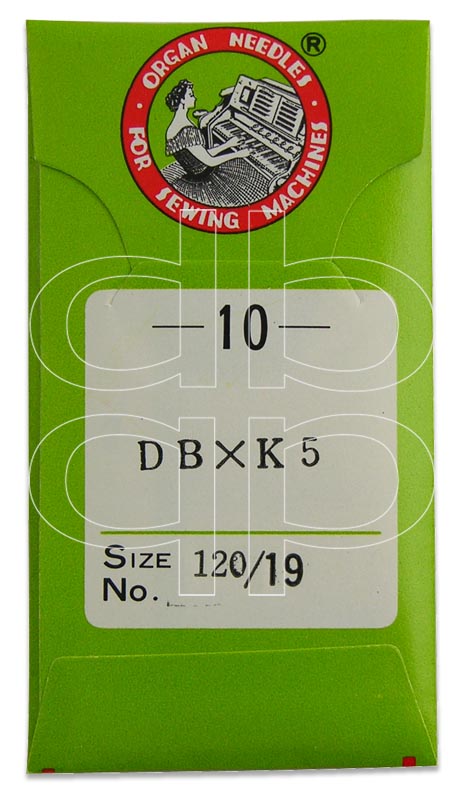 ORGAN NEEDLES ®
FOR SEWING MACHINES
—10—
DB×K5
SIZE 120/19
No.